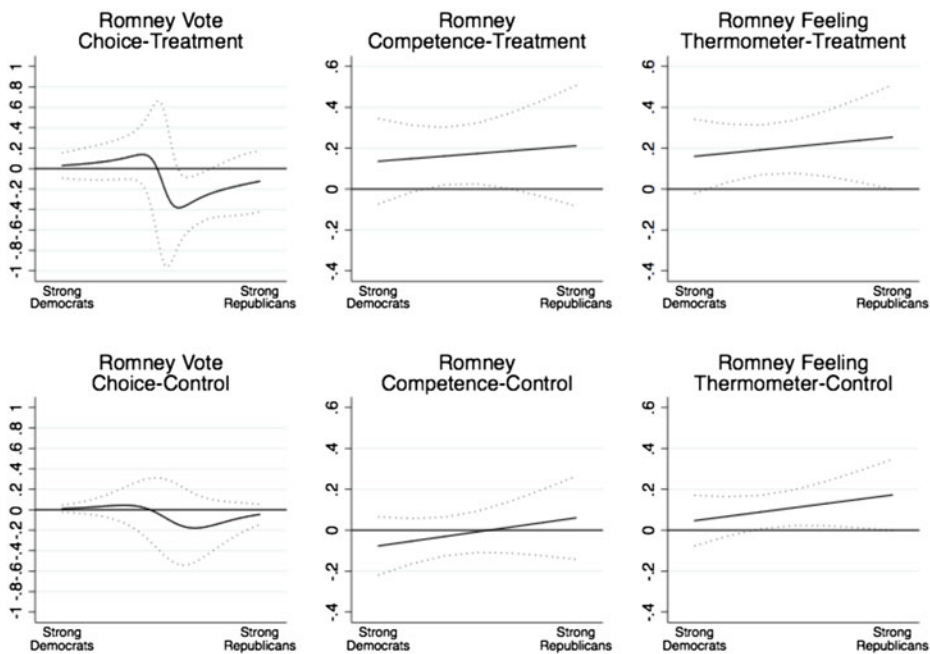 Romney Vote
Choice-Treatment
1
.8
.6
.4
.2
0
-.2
-.4
-.6
-.8
-1
Strong
Democrats
Strong
Republicans
Romney
Competence-Treatment
.6
.4
.2
0
-.2
-.4
Strong
Democrats
Strong
Republicans
Romney Feeling
Thermometer-Treatment
.6
.4
.2
0
-.2
-.4
Strong
Democrats
Strong
Republicans
Romney Vote
Choice-Control
1
.8
.6
.4
.2
0
-.2
-.4
-.6
-.8
-1
Strong
Democrats
Strong
Republicans
Romney
Competence-Control
.6
.4
.2
0
-.2
-.4
Strong
Democrats
Strong
Republicans
Romney Feeling
Thermometer-Control
.6
.4
.2
0
-.2
-.4
Strong
Democrats
Strong
Republicans